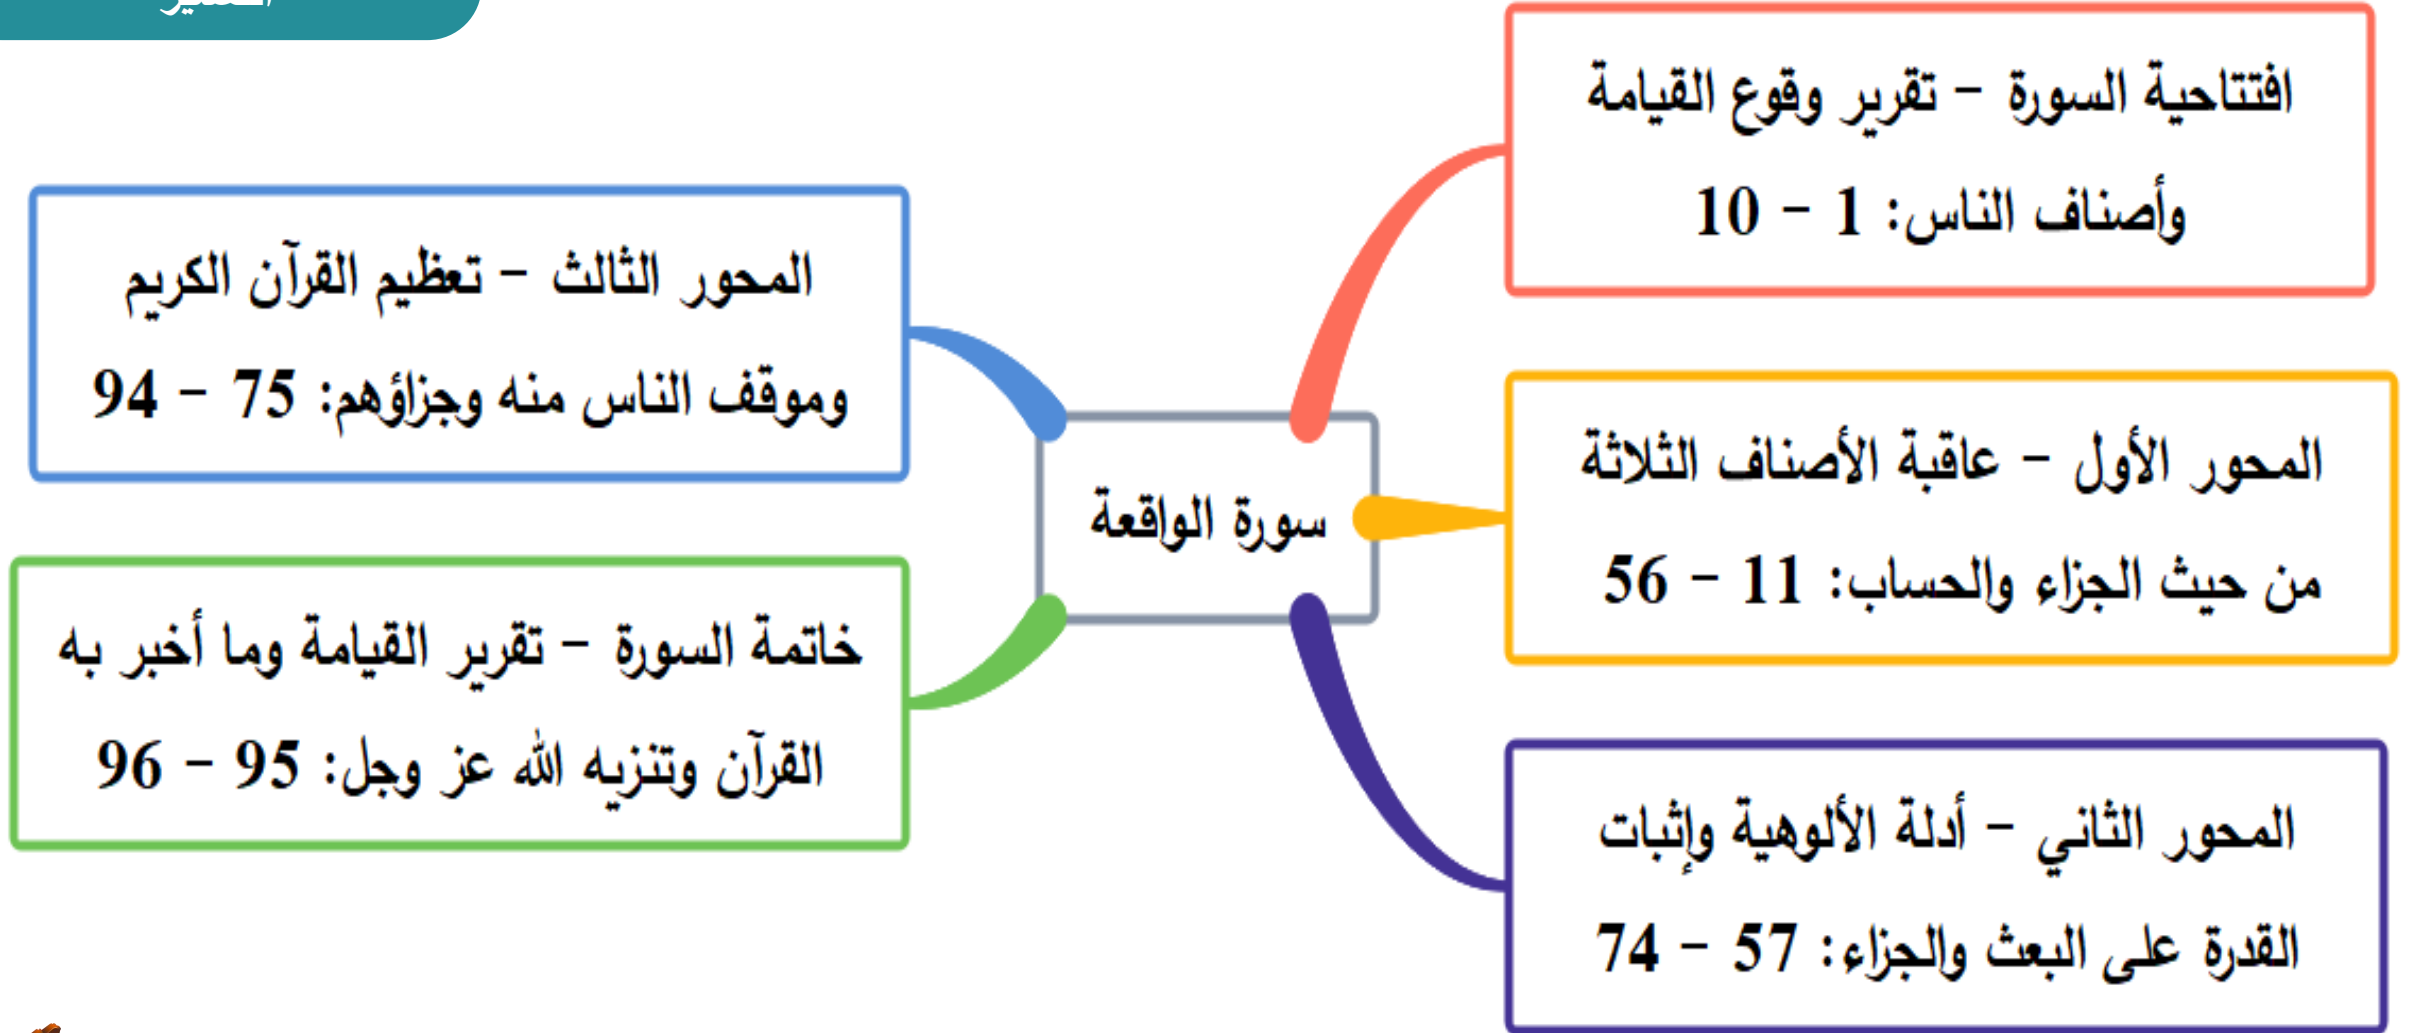 افتتاحية السورة – تقرير وقوع القيامة
وأصناف الناس: 1 – 10
المحور الأول – عاقبة الأصناف الثلاثة
من حيث الجزاء والحساب: 11 – 56
المحور الثاني – أدلة الألوهية وإثبات
القدرة على البعث والجزاء: 57 – 74
سورة الواقعة
المحور الثالث – تعظيم القرآن الكريم
وموقف الناس منه وجزاؤهم: 75 – 94
خاتمة السورة – تقرير القيامة وما أخبر به
القرآن وتنزيه الله عز وجل: 95 – 96